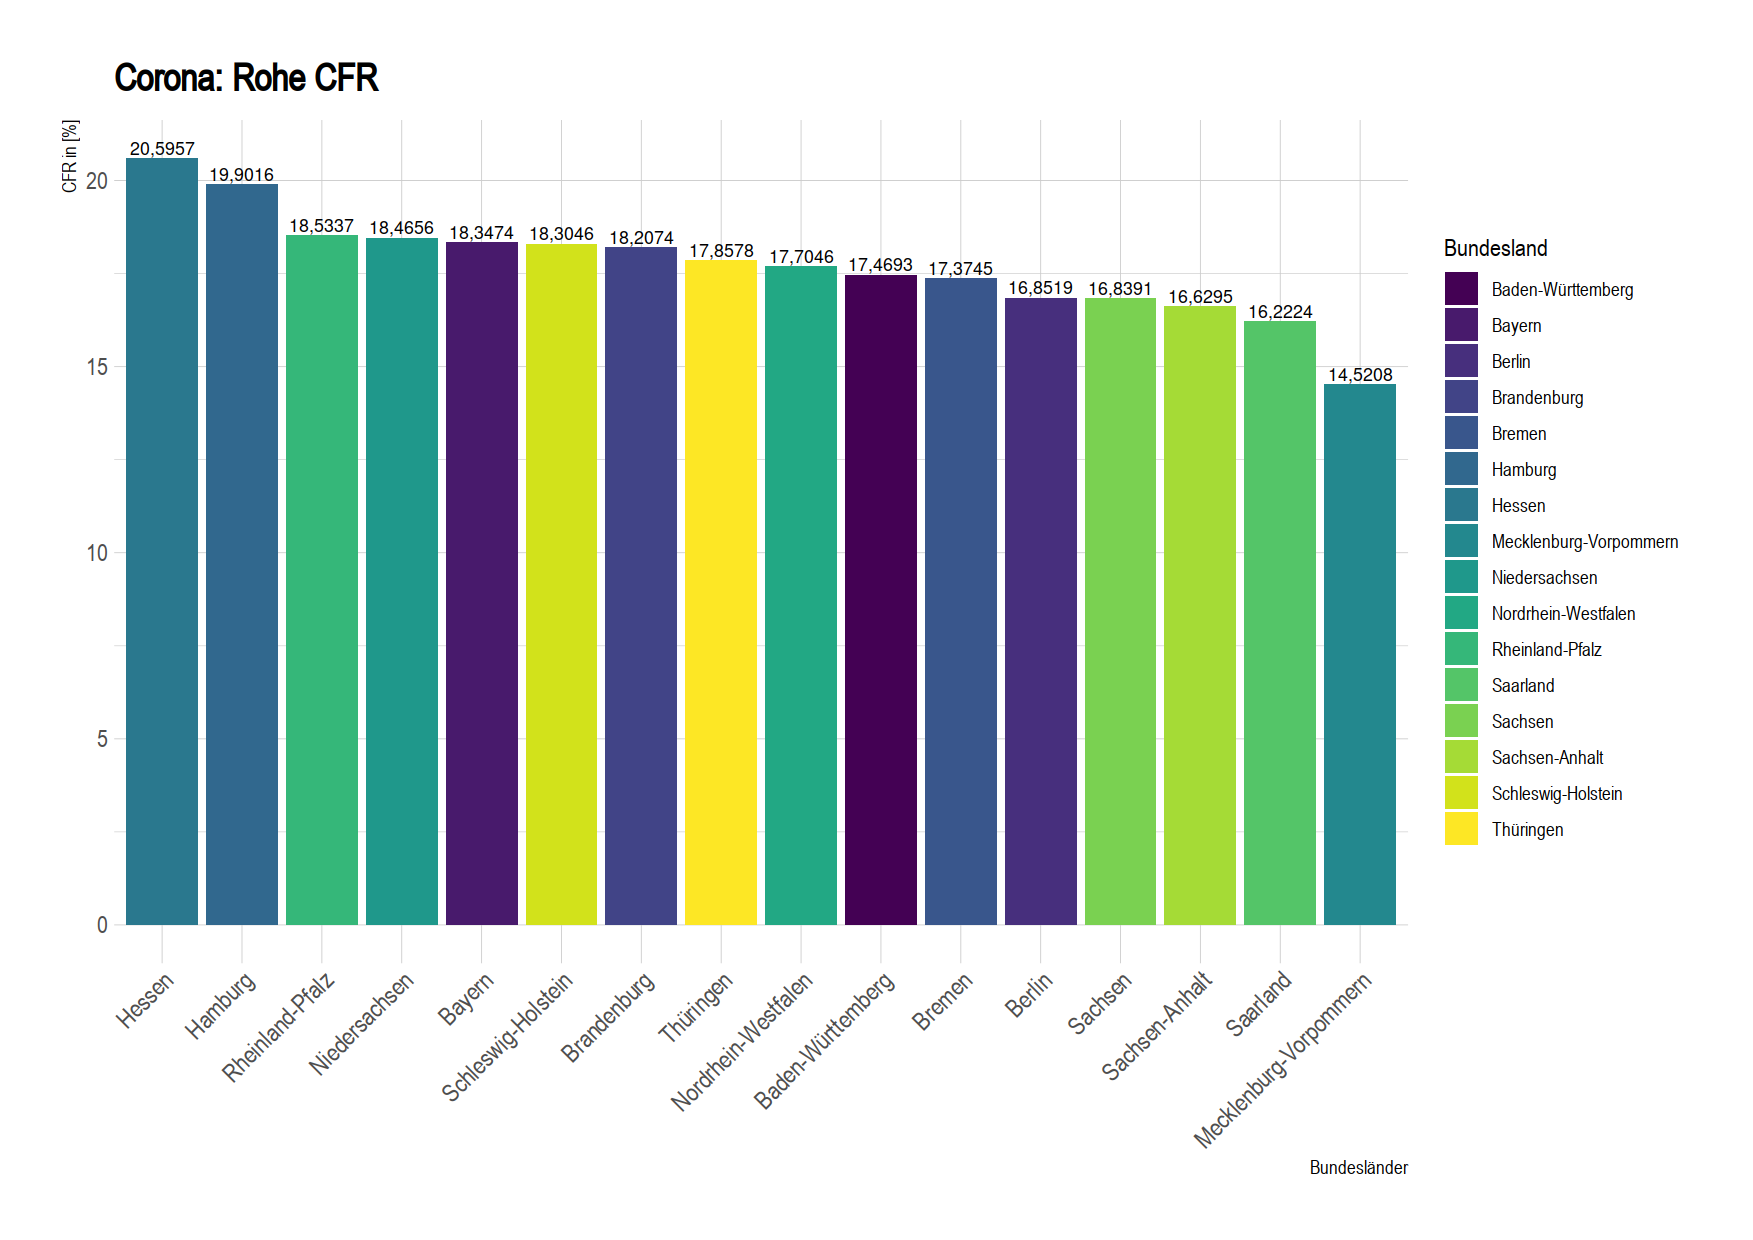 Corona: Rohe CFR
CFR in [%]
20
15
10
5
0
20,5957
19,9016
18,5337
18,4656
18,3474
18,3046
18,2074
17,8578
17,7046
17,4693
17,3745
16,8519
16,8391
16,6295
16,2224
14,5208
Hessen
Hamburg
Rheinland-Pfalz
Niedersachsen
Bayern
Schleswig-Holstein
Brandenburg
Thüringen
Nordrhein-Westfalen
Baden-Württemberg
Bremen
Berlin
Sachsen
Sachsen-Anhalt
Saarland
Mecklenburg-Vorpommern
Bundesländer
Bundesland
Baden-Württemberg
Bayern
Berlin
Brandenburg
Bremen
Hamburg
Hessen
Mecklenburg-Vorpommern
Niedersachsen
Nordrhein-Westfalen
Rheinland-Pfalz
Saarland
Sachsen
Sachsen-Anhalt
Schleswig-Holstein
Thüringen